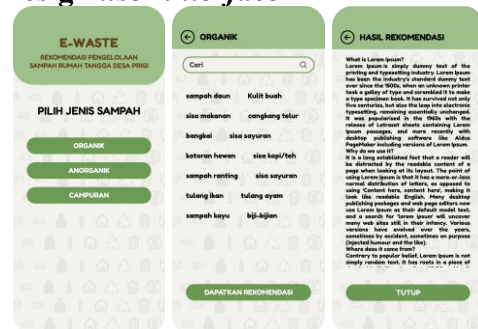 E-WASTE
REKOMENDASI PENGELOLAAN
SAMPAH RUMAH TANGGA DESA PRIGI
PILIH JENIS SAMPAH
ORGANIK
ANORGANIK
CAMPURAN
ORGANIK
Cari
sampah daun Kulit buah
sisa makanan cangkang telur
bangkai sisa sayuran
kotoran hewan sisa kopi/teh
sampah ranting sisa sayuran
tulang ikan tulang ayam
sampah kayu biji-bijian
DAPATKAN REKOMENDASI
HASIL REKOMENDASI
What is Lorem Ipsum?
Lorem Ipsum is simply dummy text of the
printing and typesetting industry. Lorem Ipsum
has been the industry's standard dummy text
ever since the 1500s, when an unknown printer
took a galley of type and scrambled it to make
a type specimen book. It has survived not only
five centuries, but also the leap into electronic
typesetting, remaining essentially unchanged.
It was popularised in the 1960s with the
release of Letraset sheets containing Lorem
Ipsum passages, and more recently with
desktop publishing software like Aldus
PageMaker including versions of Lorem Ipsum.
Why do we use it?
It is a long established fact that a reader will
be distracted by the readable content of a
page when looking at its layout. The point of
using Lorem Ipsum is that it has a more-or-less
normal distribution of letters, as opposed to
using 'Content here, content here', making it
look like readable English. Many desktop
publishing packages and web page editors now
use Lorem Ipsum as their default model text,
and a search for 'lorem ipsum' will uncover
many web sites still in their infancy. Various
versions have evolved over the years,
sometimes by accident, sometimes on purpose
(injected humour and the like).
Where does it come from?
Contrary to popular belief, Lorem Ipsum is not
simply random text. It has roots in a piece of
TUTUP